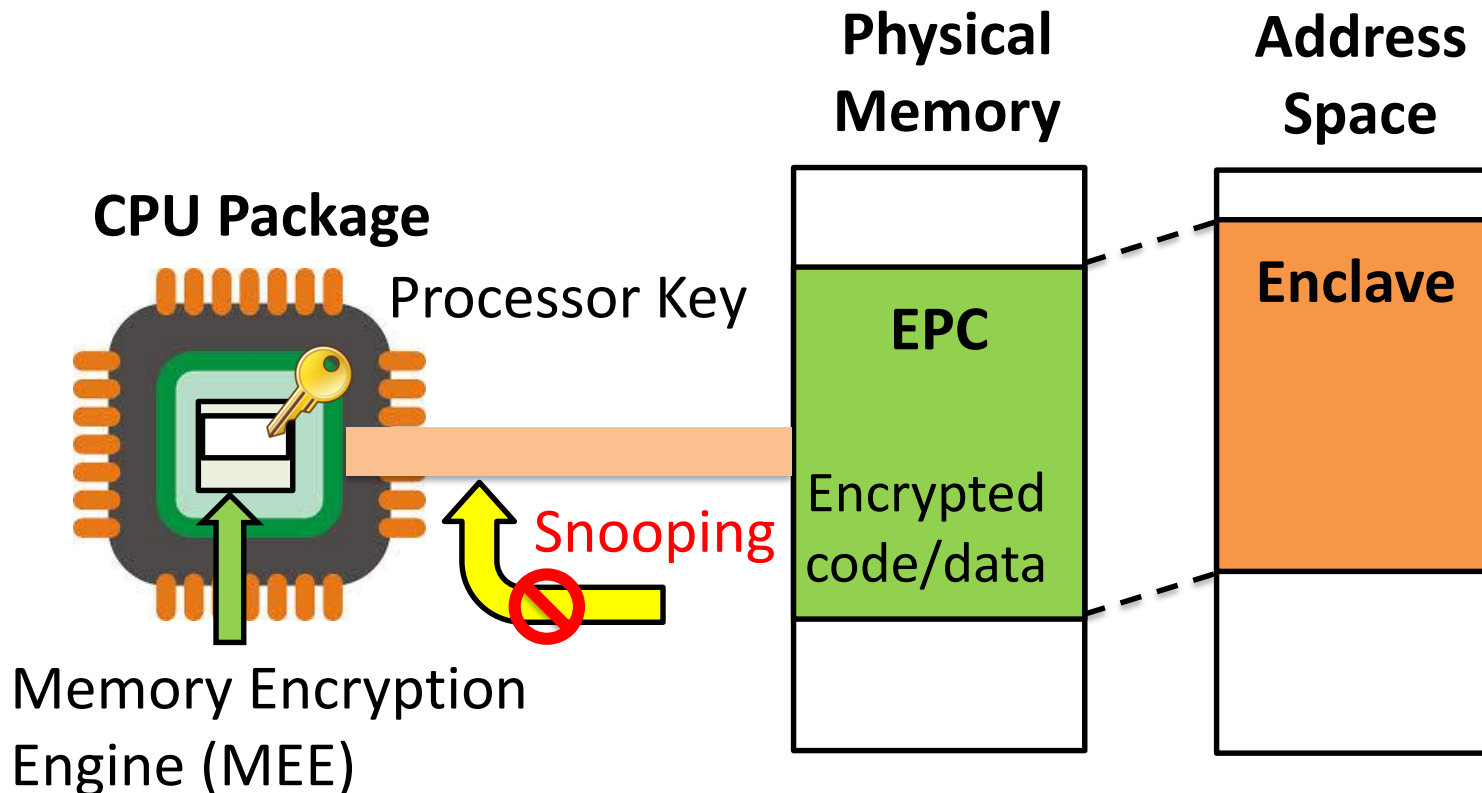 Physical
Memory
Address
Space
CPU Package
Processor Key
EPC
Enclave
Encrypted
code/data
Snooping
Memory Encryption
Engine (MEE)